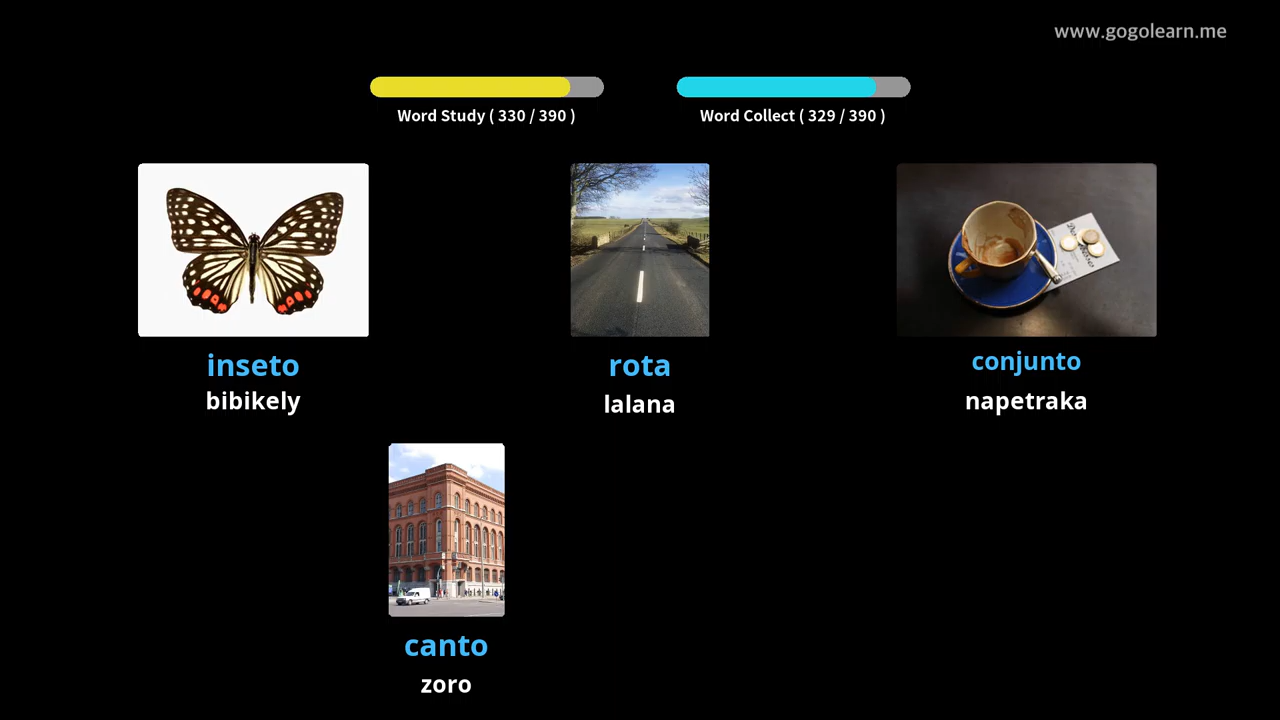 www.gogolearn.me
Word Study ( 330 / 390 )
Word Collect ( 329 / 390 )
inseto
bibikely
rota
lalana
conjunto
napetraka
canto
zoro